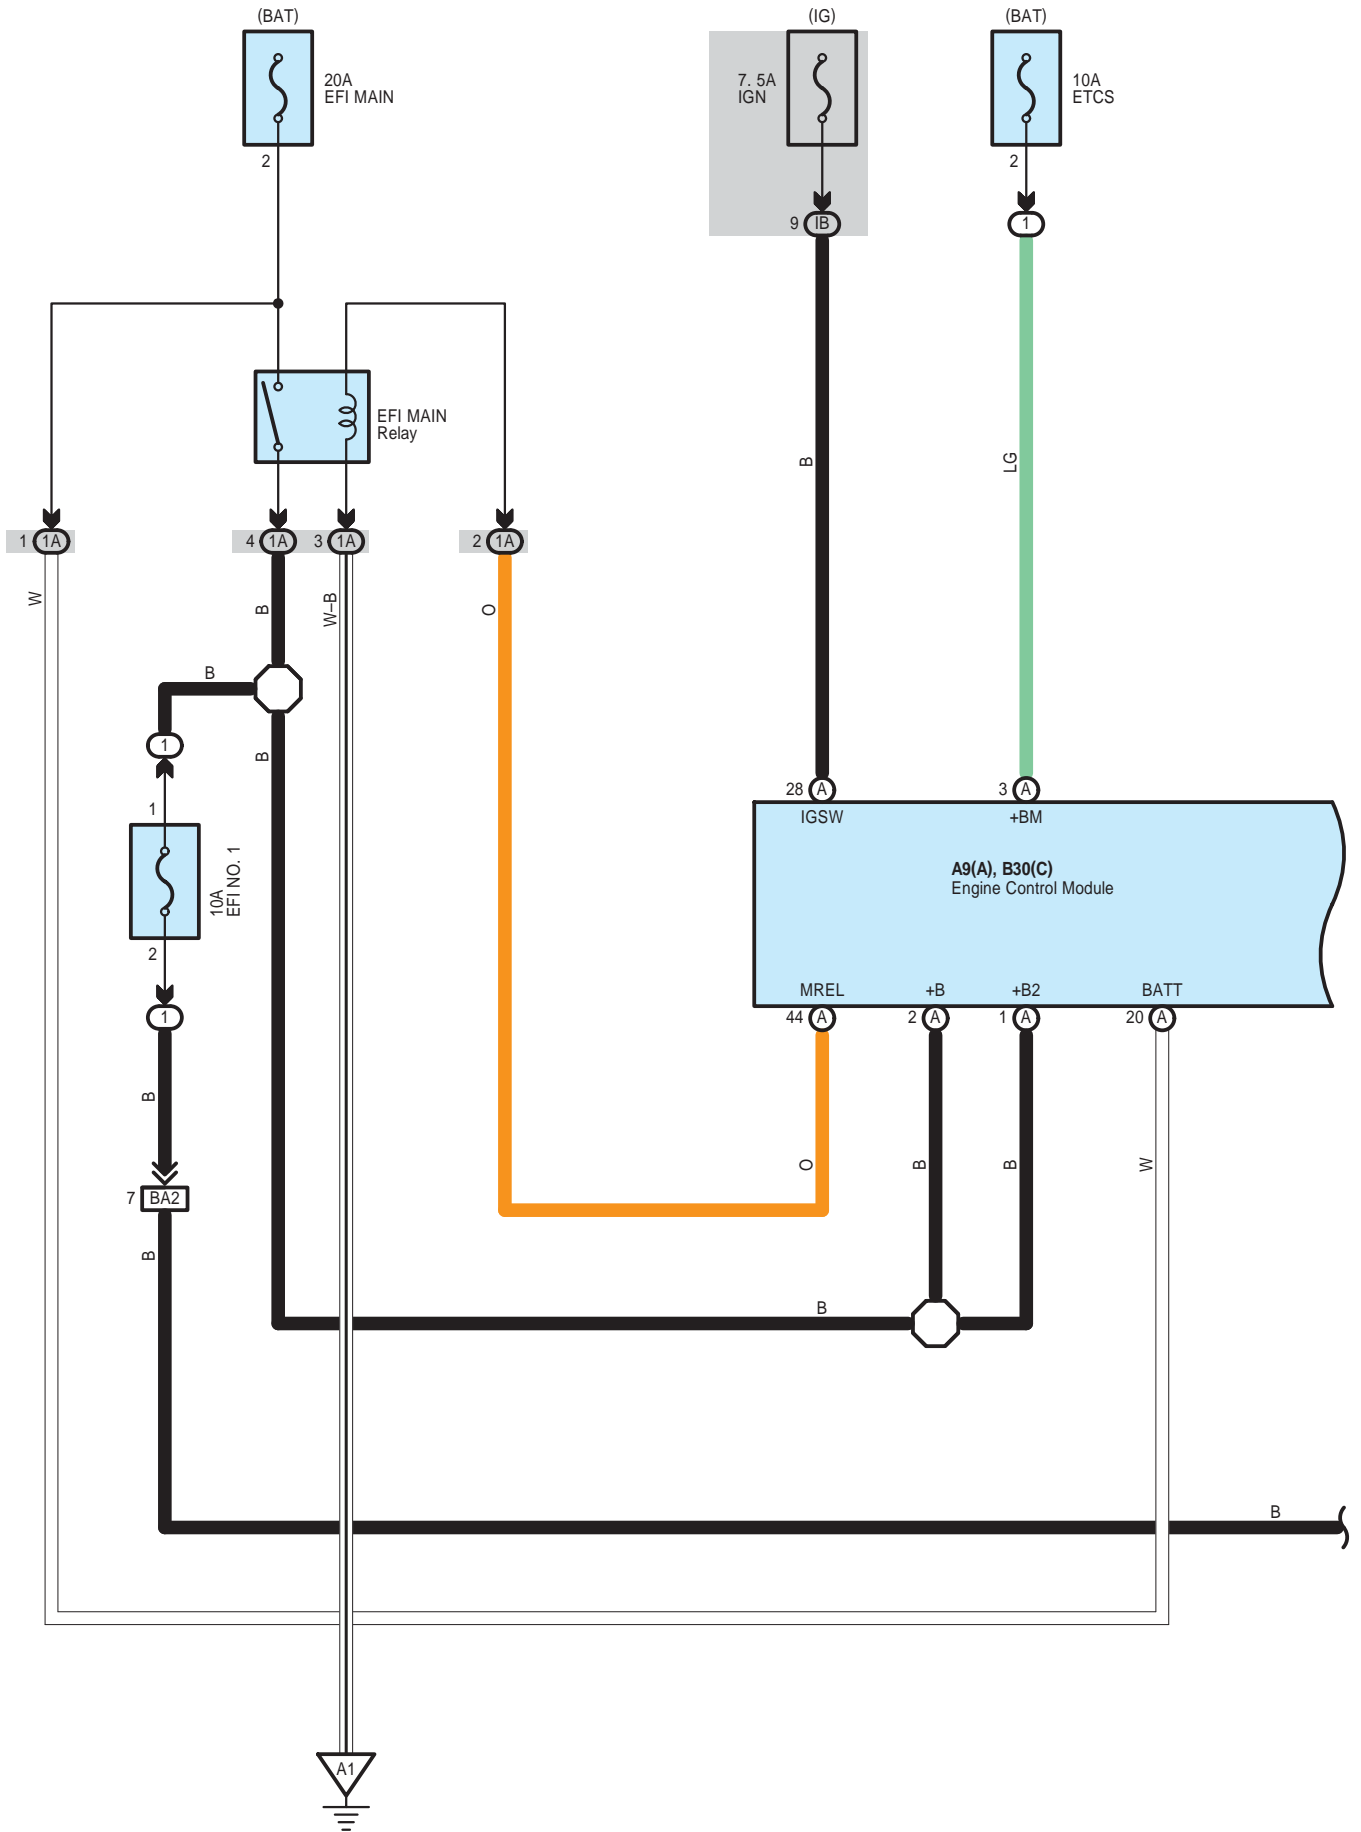 (BAT)
(IG)
(BAT)
20A
EFI MAIN
7. 5A
IGN
10A
ETCS
2
2
9 IB
1
EFI MAIN
Relay
B
LG
1 1A
4 1A
3 1A
2 1A
W
B
W–B
O
B
B
1
1
28 A
3 A
IGSW
+BM
10A
EFI NO. 1
A9(A), B30(C)
Engine Control Module
2
MREL
+B
+B2
BATT
1
44 A
2 A
1 A
20 A
B
O
B
B
W
7 BA2
B
B
B
A1